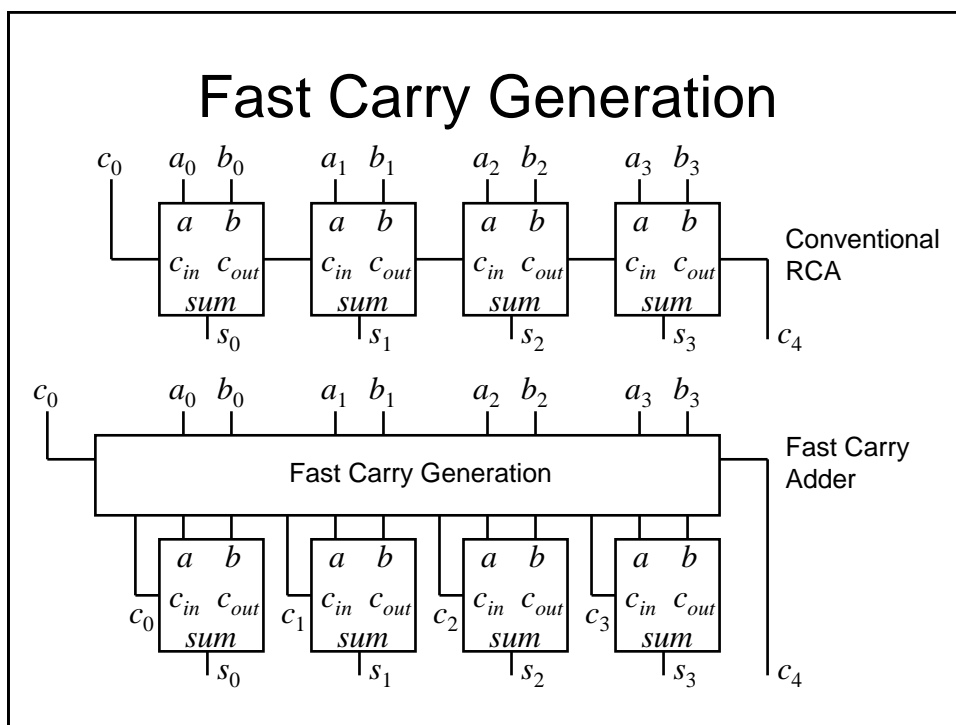 Fast Carry Generation
c0 a0 b0 a1 b1 a2 b2 a3 b3
a b a b a b a b
Conventional
RCA
cin cout cin cout cin cout cin cout
sum sum sum sum
s0 s1 s2 s3 c4
c0 a0 b0 a1 b1 a2 b2 a3 b3
Fast Carry Generation
Fast Carry
Adder
a b a b a b a b
c0 cin cout c1 cin cout c2 cin cout c3 cin cout
sum sum sum sum
s0 s1 s2 s3 c4